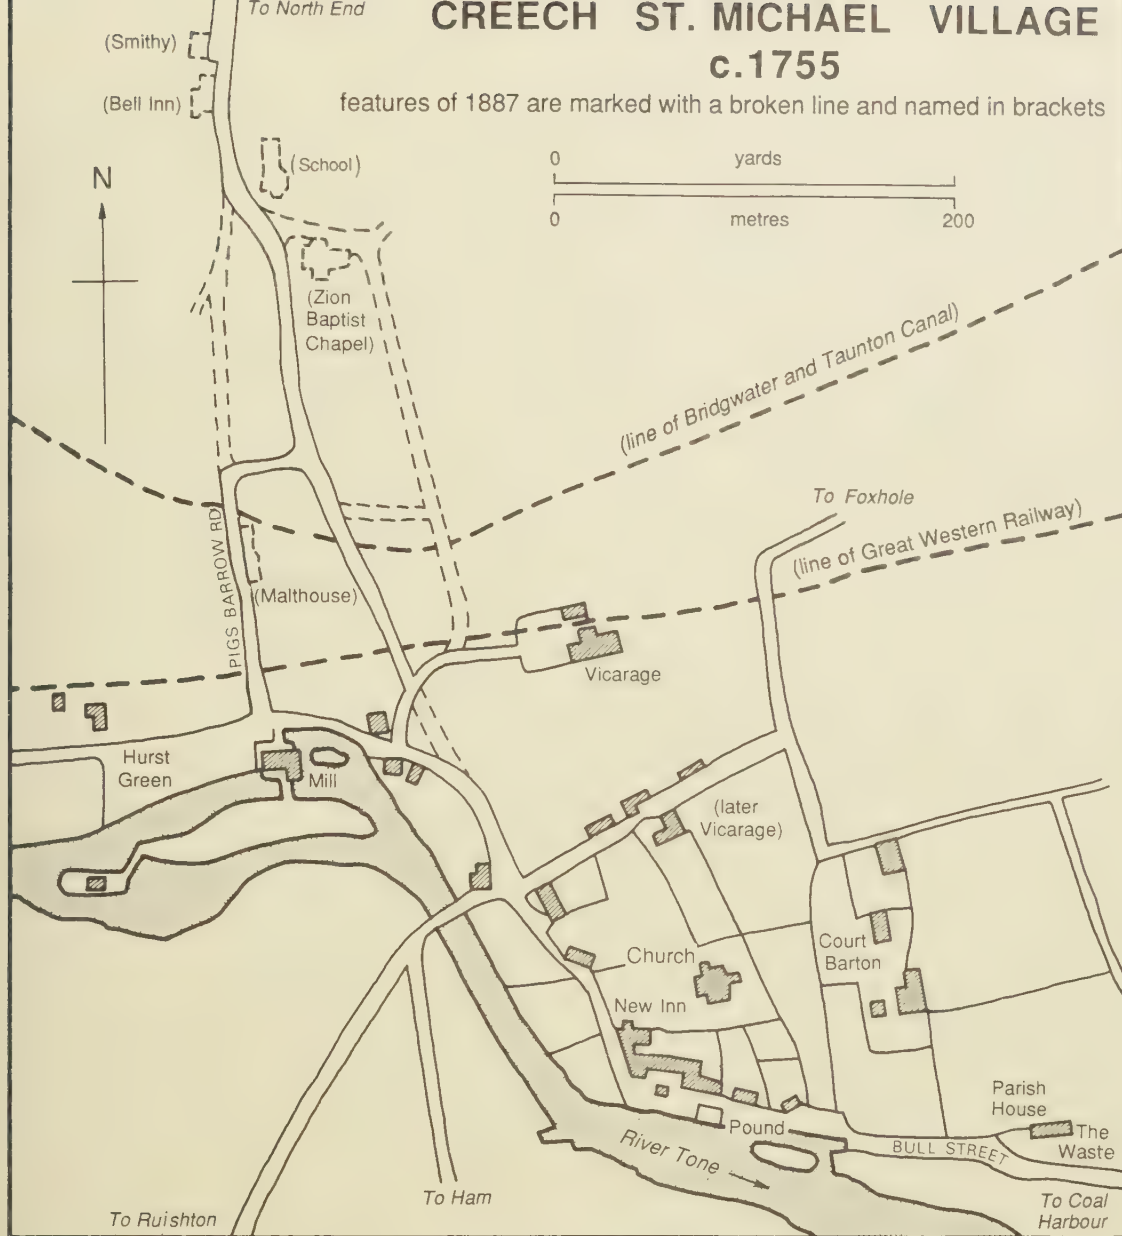 To North End
CREECH ST. MICHAEL VILLAGE
c.1755
features of 1887 are marked with a broken line and named in brackets
(Smithy)
(Bell Inn)
(School)
0 yards
0 metres 200
N
(Zion
Baptist
Chapel)
(line of Bridgwater and Taunton Canal)
To Foxhole
(line of Great Western Railway)
PIGS BARROW RD
(Malthouse)
Vicarage
Hurst
Green
Mill
(later
Vicarage)
Church
Court
Barton
New Inn
Parish
House
Pound
The
Waste
BULL STREET
River Tone
To Ham
To Ruishton
To Coal
Harbour